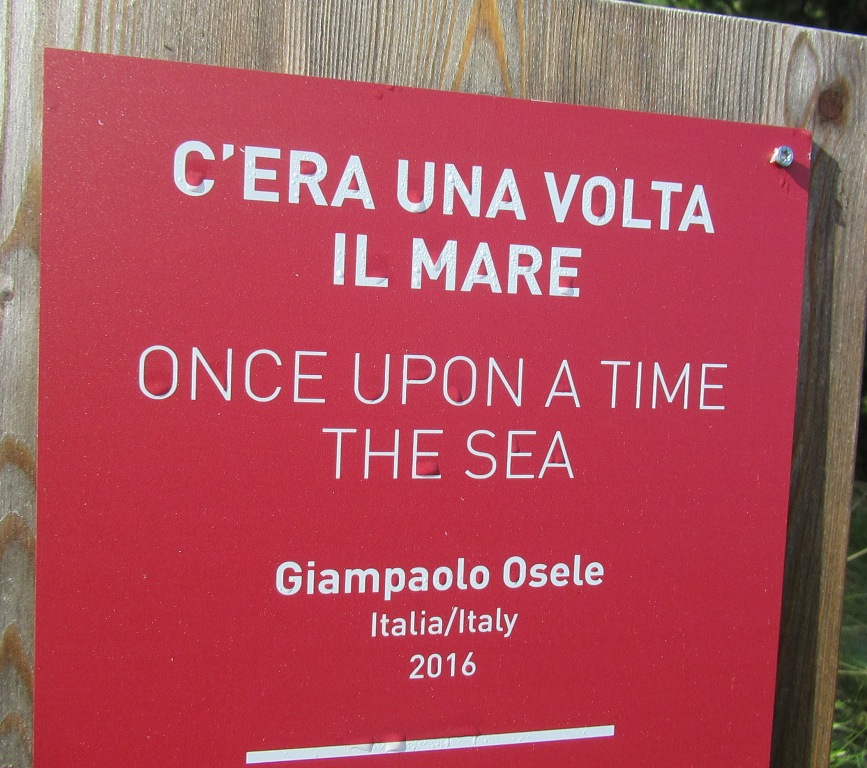 C'ERA UNA VOLTA
IL MARE
ONCE UPON A TIME
THE SEA
Giampaolo Osele
Italia/Italy
2016